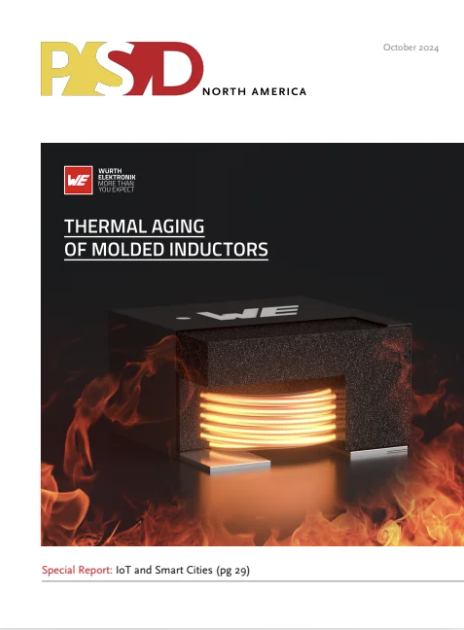 October 2024
PSD
NORTH AMERICA
WE
WURTH
ELEKTRONIK
MORE THAN
YOU EXPECT
THERMAL AGING
OF MOLDED INDUCTORS
WE
Special Report: IoT and Smart Cities (pg 29)